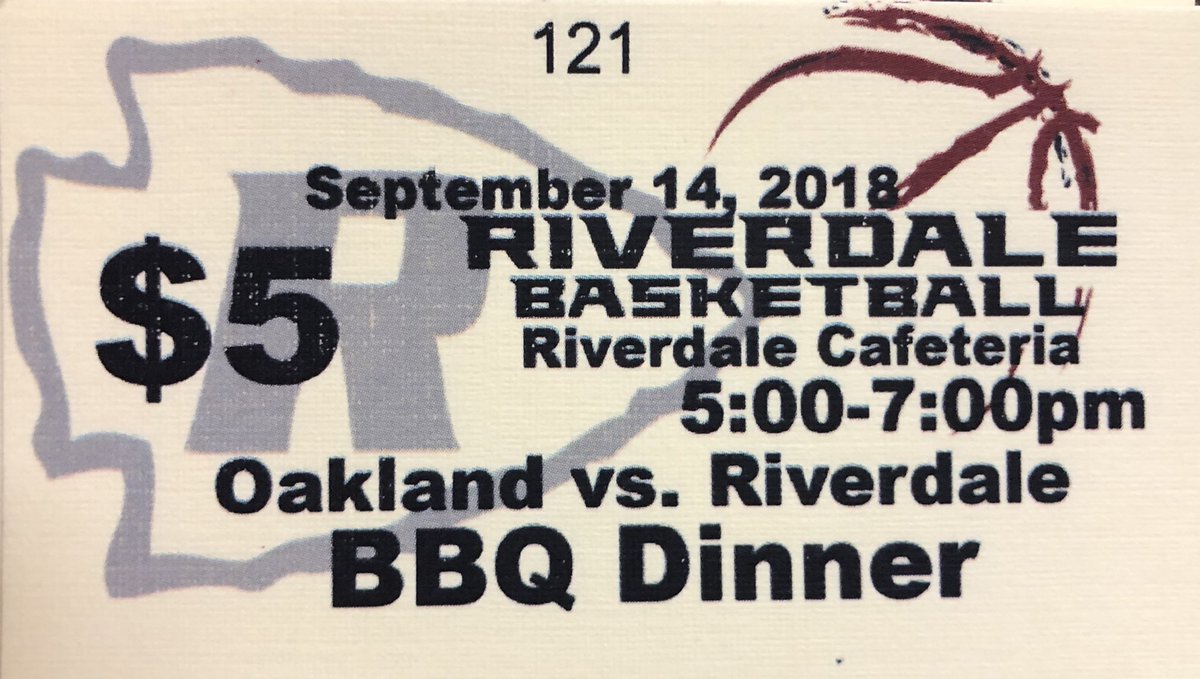 121
September 14, 2018
R
$5
RIVERDALE
BASKETBALL
Riverdale Cafeteria
5:00-7:00pm
Oakland vs. Riverdale
BBQ Dinner